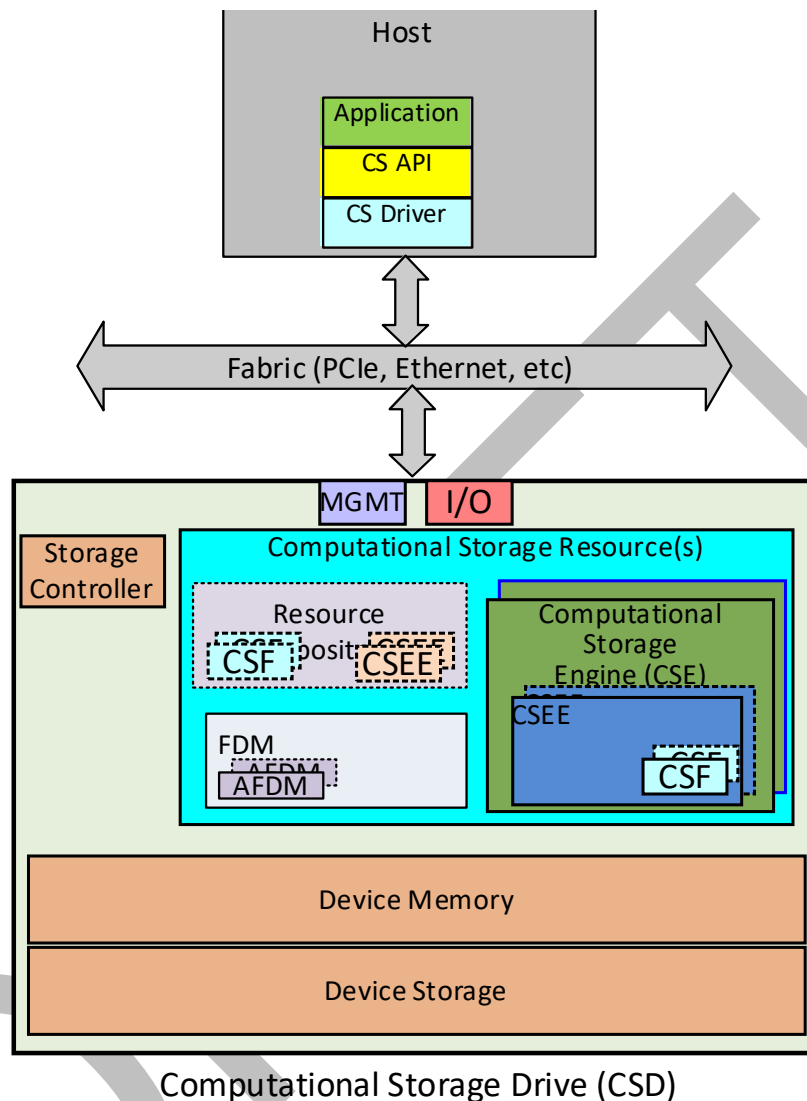 Host
Application
CS API
CS Driver
Fabric (PCIe, Ethernet, etc)
MGMT
I/O
Storage
Controller
Computational Storage Resource(s)
Resource
CSF
CSEE
FDM
AFDM
AFDM
Computational
Storage
Engine (CSE)
CSEE
CSF
Device Memory
Device Storage
Computational Storage Drive (CSD)